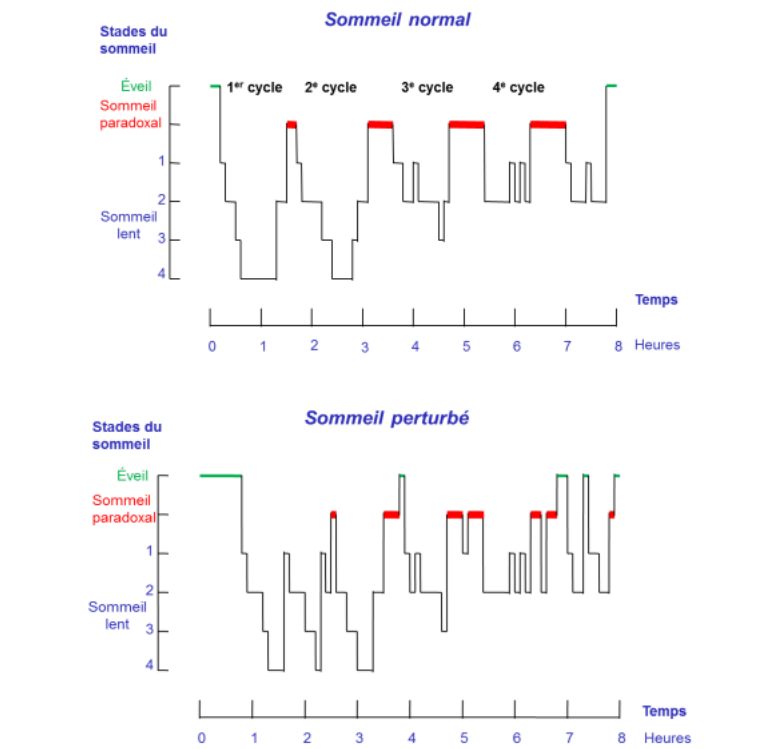 Sommeil normal
Stades du
sommeil
Éveil
1er cycle
2e cycle
3e cycle
4e cycle
Sommeil
paradoxal
1
2
Sommeil
lent
3
4
Temps
0 1 2 3 4 5 6 7 8 Heures
Sommeil perturbé
Stades du
sommeil
Éveil
Sommeil
paradoxal
1
2
Sommeil
lent
3
4
Temps
0 1 2 3 4 5 6 7 8 Heures